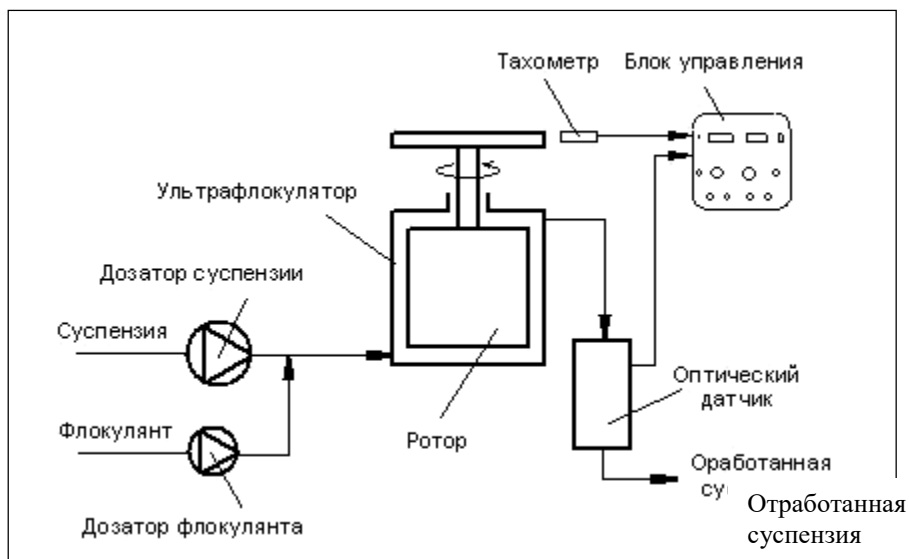 Тахометр
Блок управления
Ультрафлокулятор
Дозатор суспензии
Суспензия
Оптический
датчик
Флокулянт
Ротор
Дозатор флокулянта
Оработанная
Отработанная
суспензия